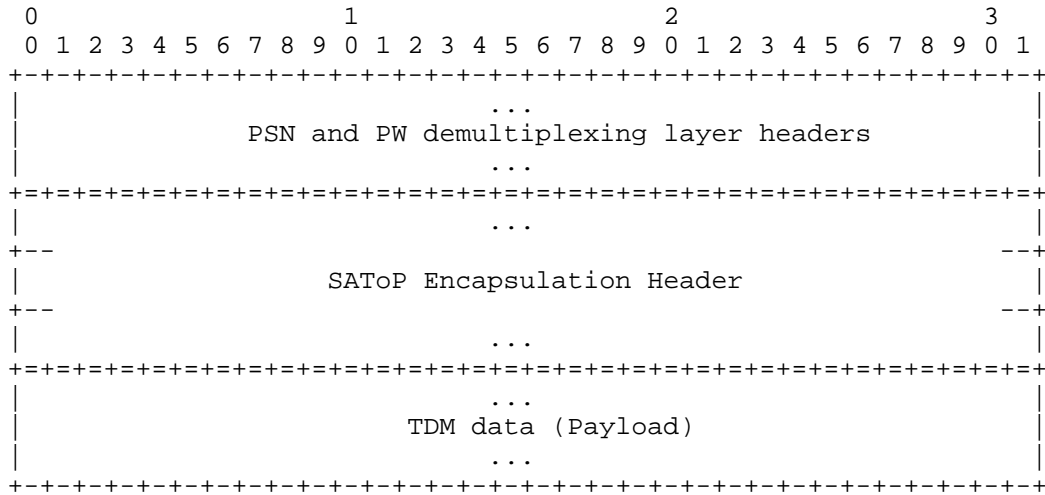 0                   1                   2                   3
 0 1 2 3 4 5 6 7 8 9 0 1 2 3 4 5 6 7 8 9 0 1 2 3 4 5 6 7 8 9 0 1
+-+-+-+-+-+-+-+-+-+-+-+-+-+-+-+-+-+-+-+-+-+-+-+-+-+-+-+-+-+-+-+-+
|                             ...                               |
|              PSN and PW demultiplexing layer headers          |
|                             ...                               |
+=+=+=+=+=+=+=+=+=+=+=+=+=+=+=+=+=+=+=+=+=+=+=+=+=+=+=+=+=+=+=+=+
|                             ...                               |
+--                                                           --+
|                   SAToP Encapsulation Header                  |
+--                                                           --+
|                             ...                               |
+=+=+=+=+=+=+=+=+=+=+=+=+=+=+=+=+=+=+=+=+=+=+=+=+=+=+=+=+=+=+=+=+
|                             ...                               |
|                        TDM data (Payload)                     |
|                             ...                               |
+-+-+-+-+-+-+-+-+-+-+-+-+-+-+-+-+-+-+-+-+-+-+-+-+-+-+-+-+-+-+-+-+